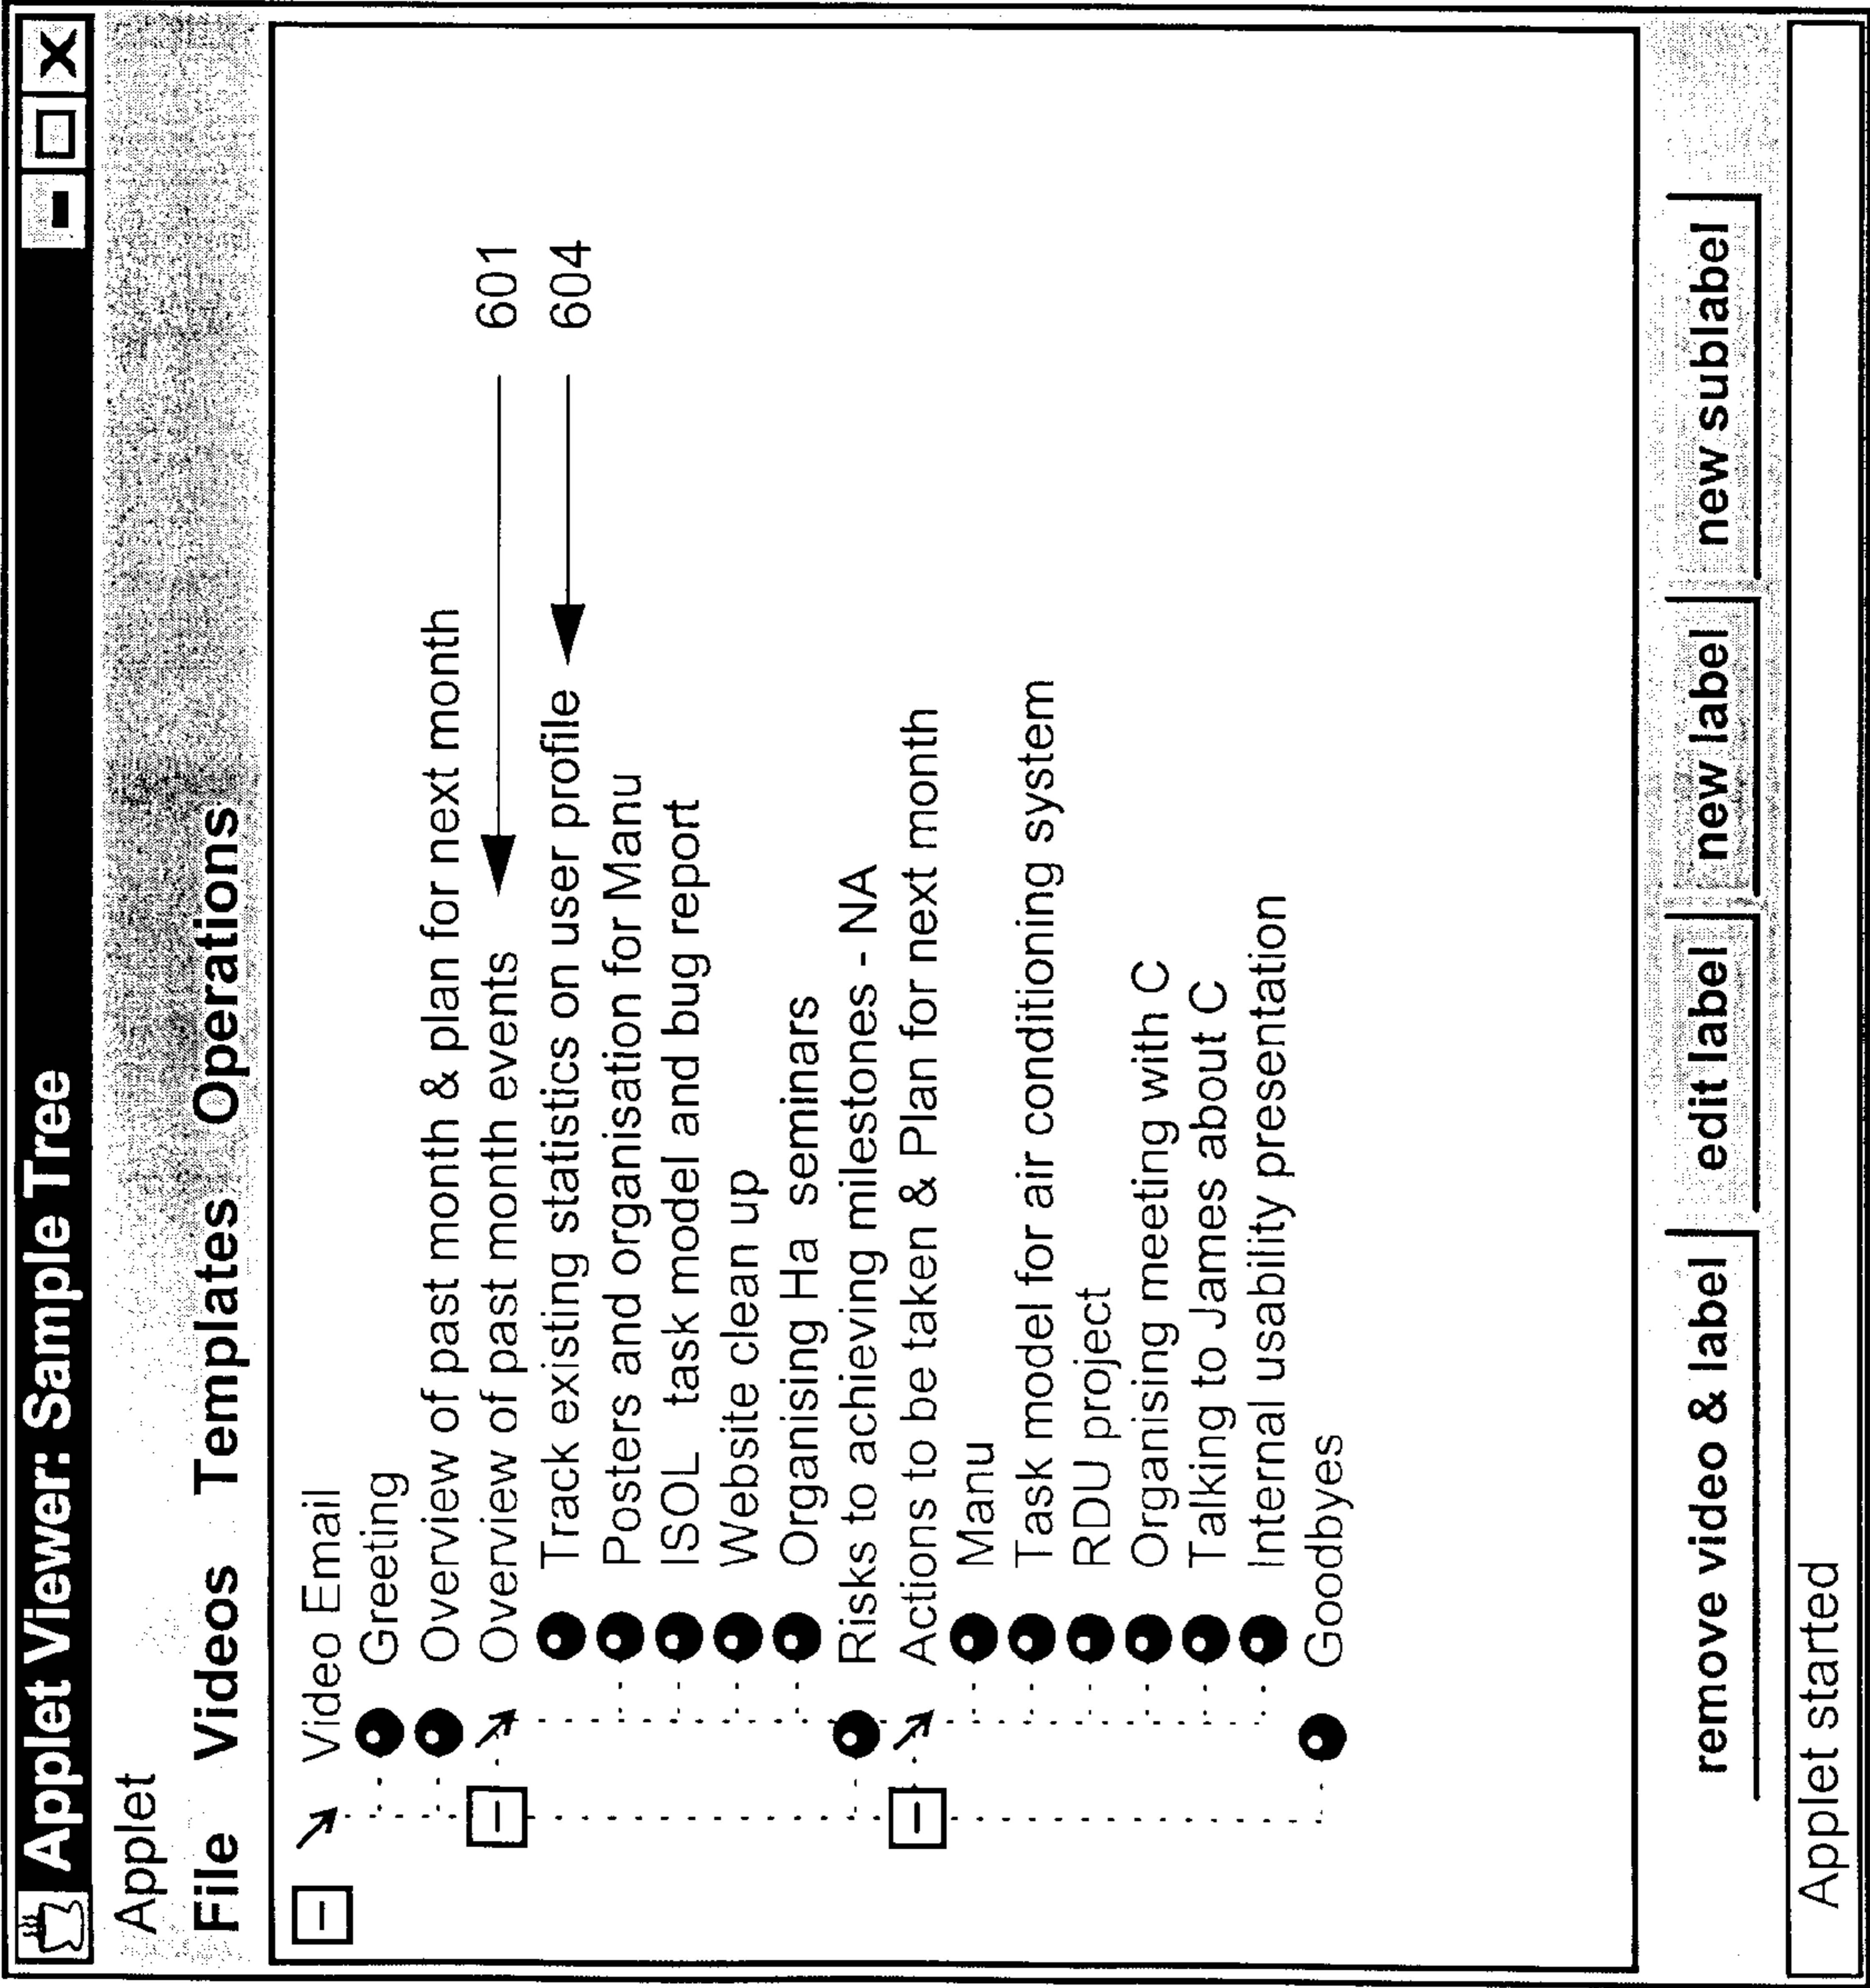 Applet Viewer: Sample Tree
Applet
File Videos Templates Operations
Video Email
Greeting
Overview of past month & plan for next month
Overview of past month events 601
Track existing statistics on user profile 604
Posters and organisation for Manu
ISOL task model and bug report
Website clean up
Organising Ha seminars
Risks to achieving milestones - NA
Actions to be taken & Plan for next month
Manu
Task model for air conditioning system
RDU project
Organising meeting with C
Talking to James about C
Internal usability presentation
Goodbyes
remove video & label edit label new label new sublabel
Applet started